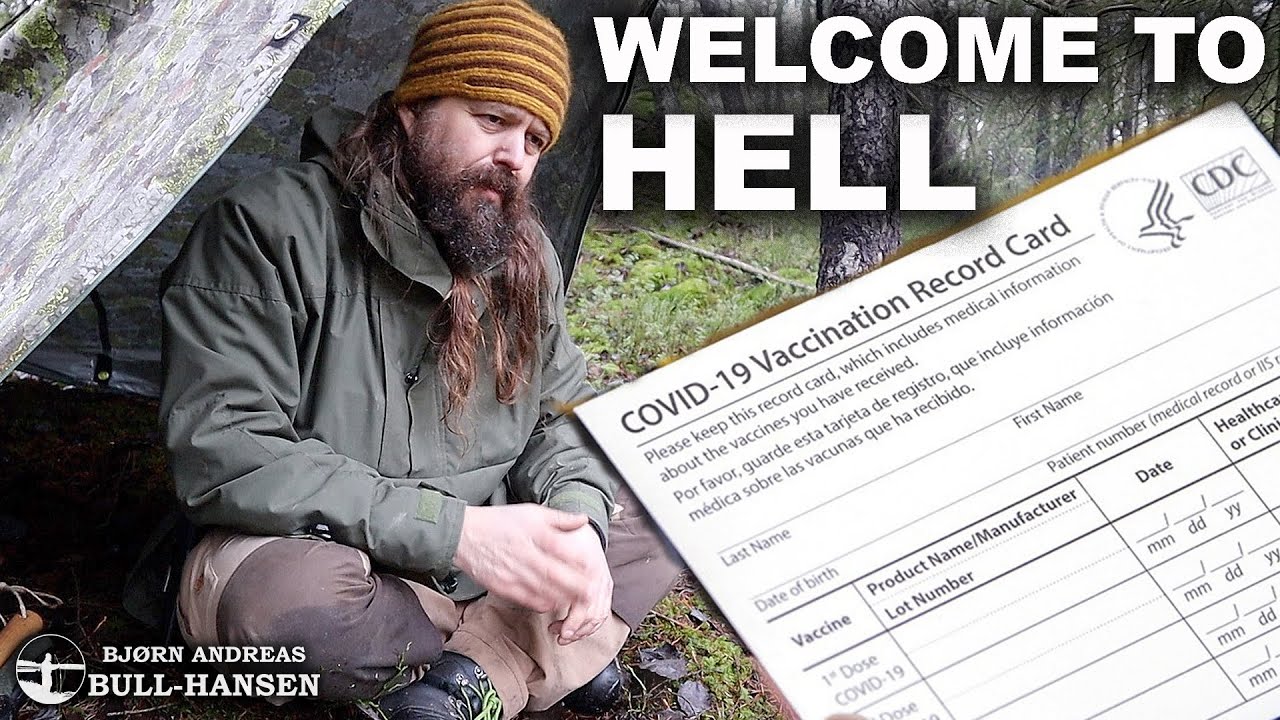 WELCOME TO
HELL
CDC
COVID-19 Vaccination Record Card
Please keep this record card, which includes medical information
about the vaccines you have received.
Por favor, guarde esta tarjeta de registro, que incluye información
médica sobre las vacunas que ha recibido.
Last Name First Name
Date of birth Patient number (medical record or IIS
Vaccine Product Name/Manufacturer Date
Lot Number
or Clini
1st Dose
COVID-19
mm dd yy
mm dd yy
mm dd
mm
Dose
BJØRN ANDREAS
BULL-HANSEN